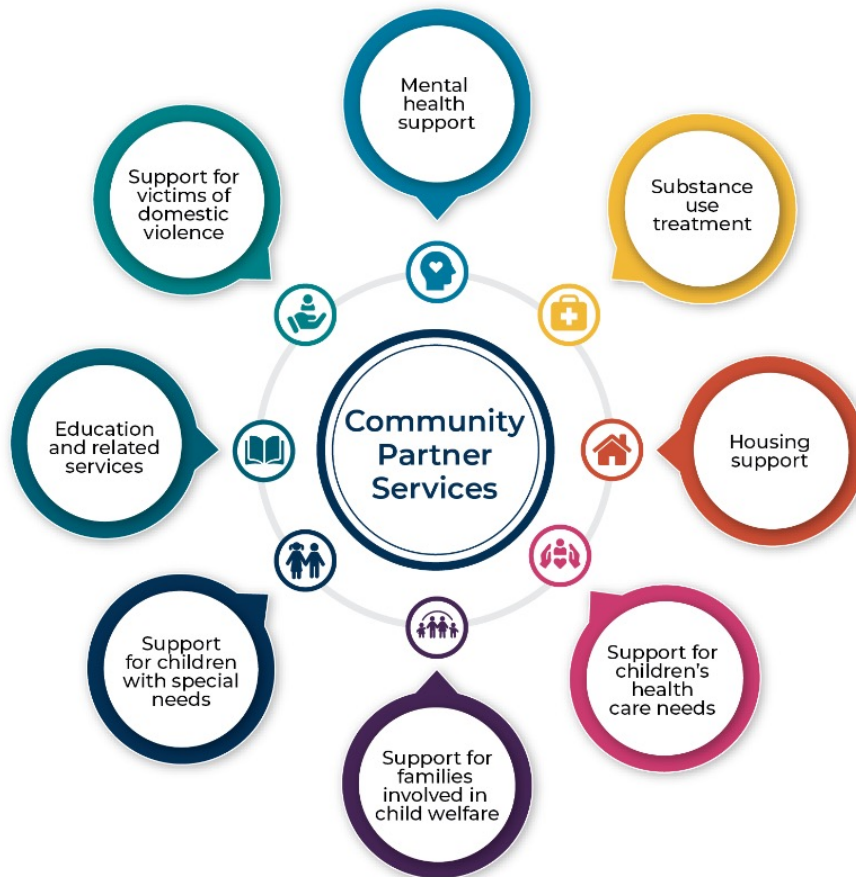 Mental
health
support
Substance
use
treatment
Housing
support
Support for
children's
health
care needs
Support for
families
involved in
child welfare
Support
for children
with special
needs
Education
and related
services
Support for
victims of
domestic
violence
Community
Partner
Services